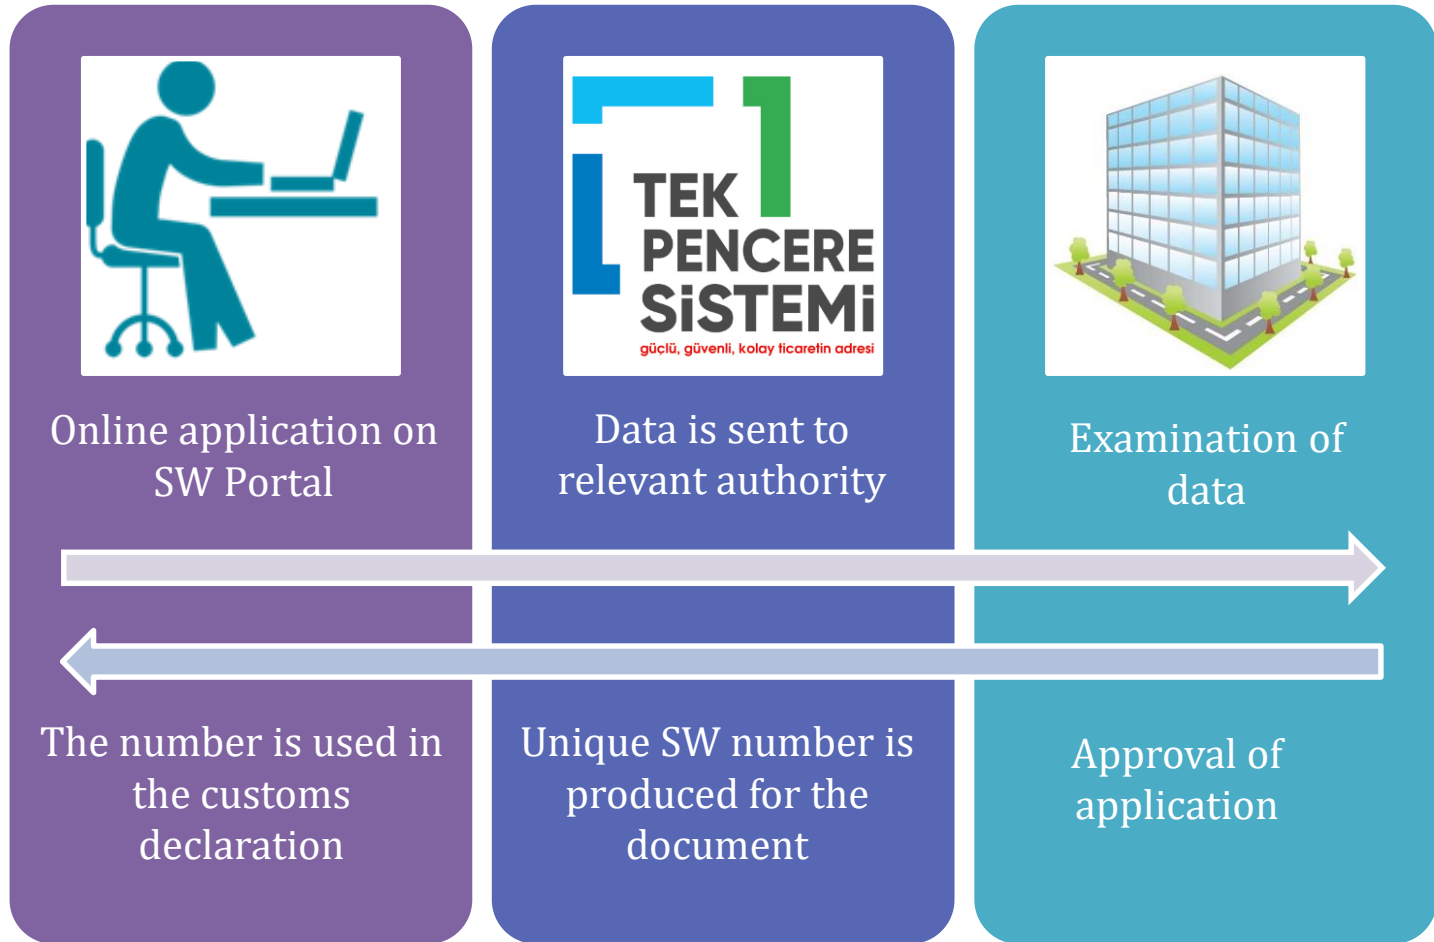 TEK
PENCERE
SiSTEMi
güçlü, güvenli, kolay ticaretin adresi
Online application on
SW Portal
Data is sent to
relevant authority
Examination of
data
The number is used in
the customs
declaration
Unique SW number is
produced for the
document
Approval of
application